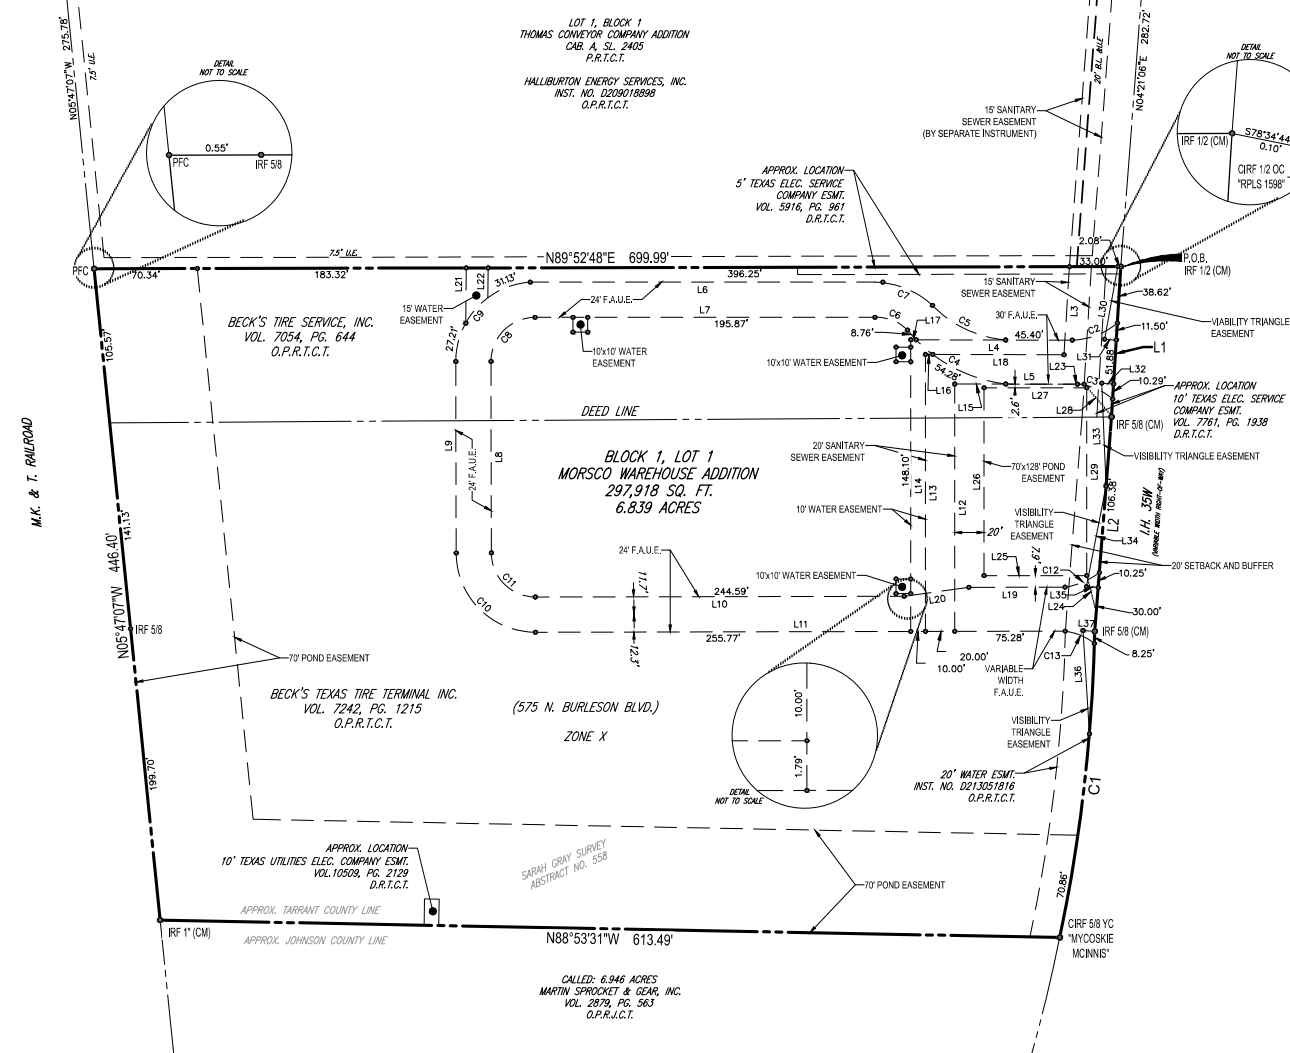 N05°47'07"W 275.78'
7.5' U.E.
DETAIL
NOT TO SCALE
0.55'
PFC
IRF 5/8
LOT 1, BLOCK 1
THOMAS CONVEYOR COMPANY ADDITION
CAB. A, SL. 2405
P.R.T.C.T.
HALLIBURTON ENERGY SERVICES, INC.
INST. NO. D209018898
O.P.R.T.C.T.
15' SANITARY
SEWER EASEMENT
(BY SEPARATE INSTRUMENT)
20' B.L. &U.E
N04°21'06"E 282.72'
DETAIL
NOT TO SCALE
IRF 1/2 (CM)
S78°34'44
0.10'
CIRF 1/2 OC
"RPLS 1598"
APPROX. LOCATION
5' TEXAS ELEC. SERVICE
COMPANY ESMT.
VOL. 5916, PG. 961
D.R.T.C.T.
PFC
70.34'
183.32'
7.5' U.E.
N89°52'48"E 699.99'
396.25'
33.00'
2.08'
P.O.B.
IRF 1/2 (CM)
L21
L22
31.13'
15' WATER
EASEMENT
C9
27.21'
C8
L6
24' F.A.U.E.
L7
195.87'
10'x10' WATER
EASEMENT
C7
C6
C5
8.76'
L17
15' SANITARY
SEWER EASEMENT
30' F.A.U.E.
L3
L30
38.62'
VIABILITY TRIANGLE
EASEMENT
11.50'
L1
45.40'
C2
L4
L18
L31
51.88'
BECK'S TIRE SERVICE, INC.
VOL. 7054, PG. 644
O.P.R.T.C.T.
105.57'
10'x10' WATER EASEMENT
C4
54.28'
L16
L15
L5
L27
2.6'
L23
C3
L28
L32
10.29'
APPROX. LOCATION
10' TEXAS ELEC. SERVICE
COMPANY ESMT.
VOL. 7761, PG. 1938
D.R.T.C.T.
DEED LINE
IRF 5/8 (CM)
M.K. & T. RAILROAD
L9
24' F.A.U.E.
L8
BLOCK 1, LOT 1
MORSCO WAREHOUSE ADDITION
297,918 SQ. FT.
6.839 ACRES
20' SANITARY
SEWER EASEMENT
148.10'
L14
L13
L12
L26
70'x128' POND
EASEMENT
L33
L29
VISIBILITY TRIANGLE EASEMENT
106.38'
I.H. 35W
(VARIABLE WIDTH RIGHT-OF-WAY)
L2
10' WATER EASEMENT
20'
VISIBILITY
TRIANGLE
EASEMENT
L34
141.13'
N05°47'07"W 446.40'
24' F.A.U.E.
10'x10' WATER EASEMENT
L25
7.9'
C12
20' SETBACK AND BUFFER
10.25'
C11
C10
11.7'
12.3'
244.59'
L10
L11
255.77'
L20
L19
L35
L24
30.00'
IRF 5/8
75.28'
20.00'
10.00'
L37
IRF 5/8 (CM)
C13
8.25'
VARIABLE
WIDTH
F.A.U.E.
L36
70' POND EASEMENT
BECK'S TEXAS TIRE TERMINAL INC.
VOL. 7242, PG. 1215
O.P.R.T.C.T.
(575 N. BURLESON BLVD.)
ZONE X
10.00'
1.79'
DETAIL
NOT TO SCALE
VISIBILITY
TRIANGLE
EASEMENT
20' WATER ESMT.
INST. NO. D213051816
O.P.R.T.C.T.
C1
199.70'
APPROX. LOCATION
10' TEXAS UTILITIES ELEC. COMPANY ESMT.
VOL.10509, PG. 2129
D.R.T.C.T.
SARAH GRAY SURVEY
ABSTRACT NO. 558
70' POND EASEMENT
70.86'
APPROX. TARRANT COUNTY LINE
IRF 1" (CM)
APPROX. JOHNSON COUNTY LINE
N88°53'31"W 613.49'
CIRF 5/8 YC
"MYCOSKIE
MCINNIS"
CALLED: 6.946 ACRES
MARTIN SPROCKET & GEAR, INC.
VOL. 2879, PG. 563
O.P.R.J.C.T.